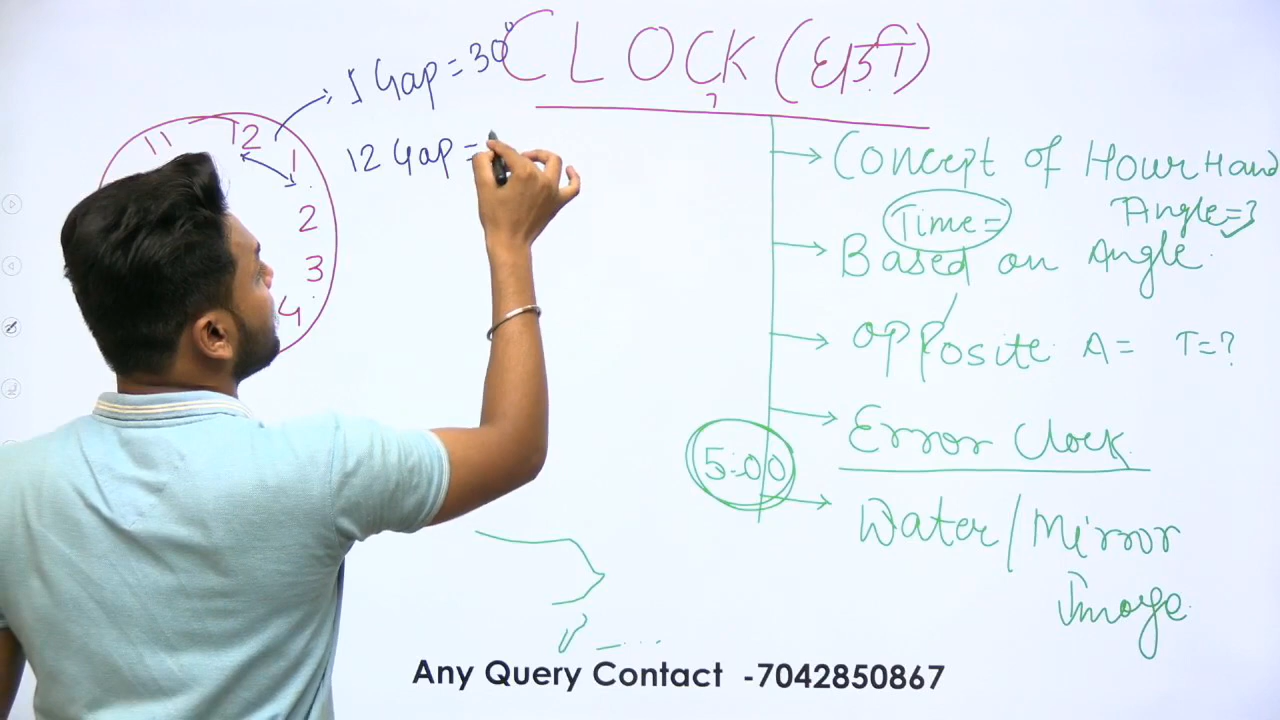 CLOCK (घड़ी)
1 Gap = 30°
12 Gap =
11 12 1
2
3
4
Concept of Hour Hand
Time = Angle =
Based on Angle
Opposite A = T = ?
Error Clock
5:00
Water / Mirror
Image
Any Query Contact -7042850867